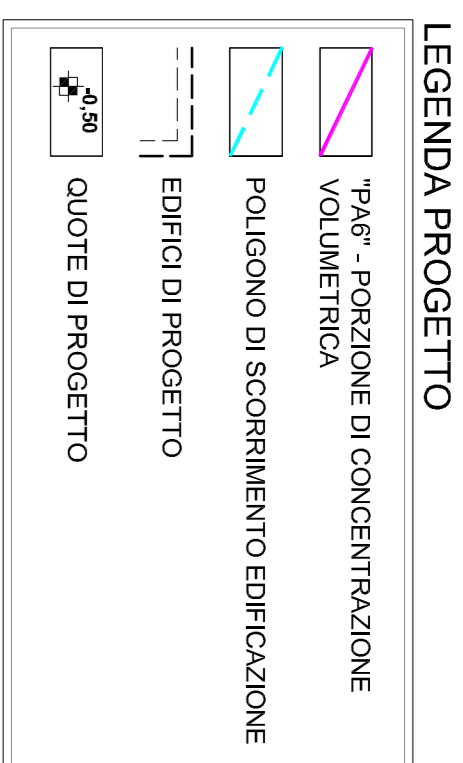 LEGENDA PROGETTO
"PA6" - PORZIONE DI CONCENTRAZIONE
VOLUMETRICA
POLIGONO DI SCORRIMENTO EDIFICAZIONE
EDIFICI DI PROGETTO
-0,50
QUOTE DI PROGETTO